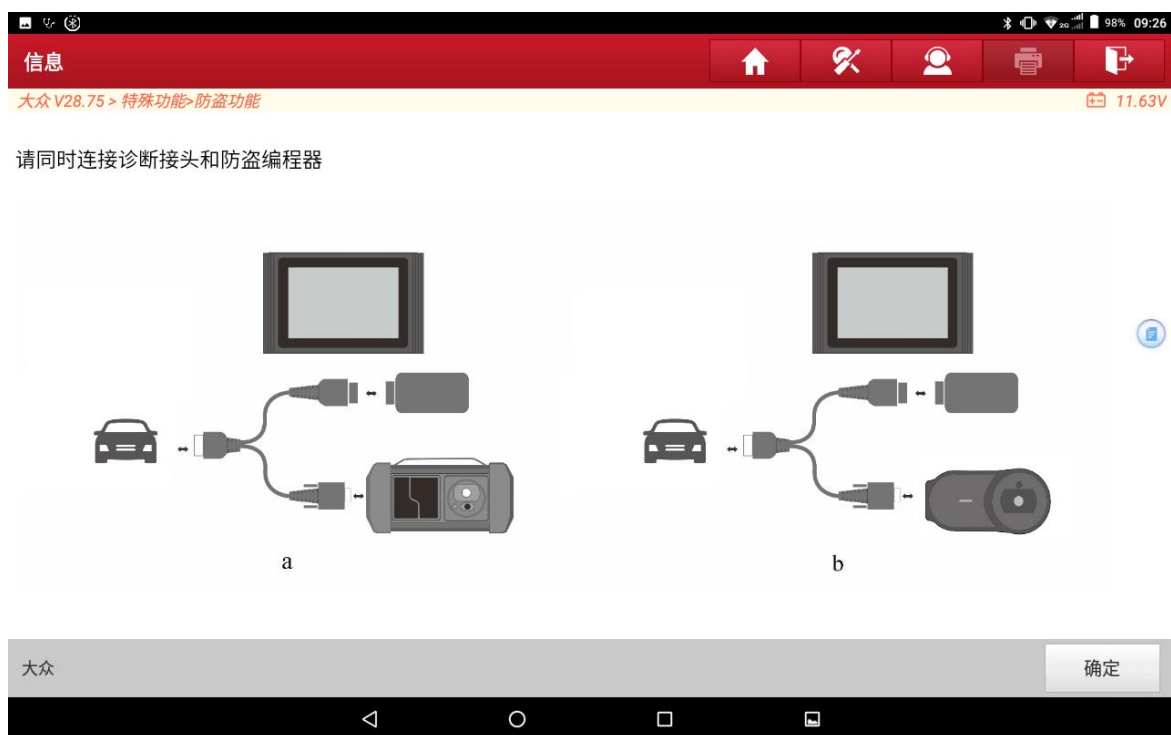 2G 98% 09:26
信息
大众 V28.75 > 特殊功能>防盗功能 11.63V
请同时连接诊断接头和防盗编程器
a b
大众 确定